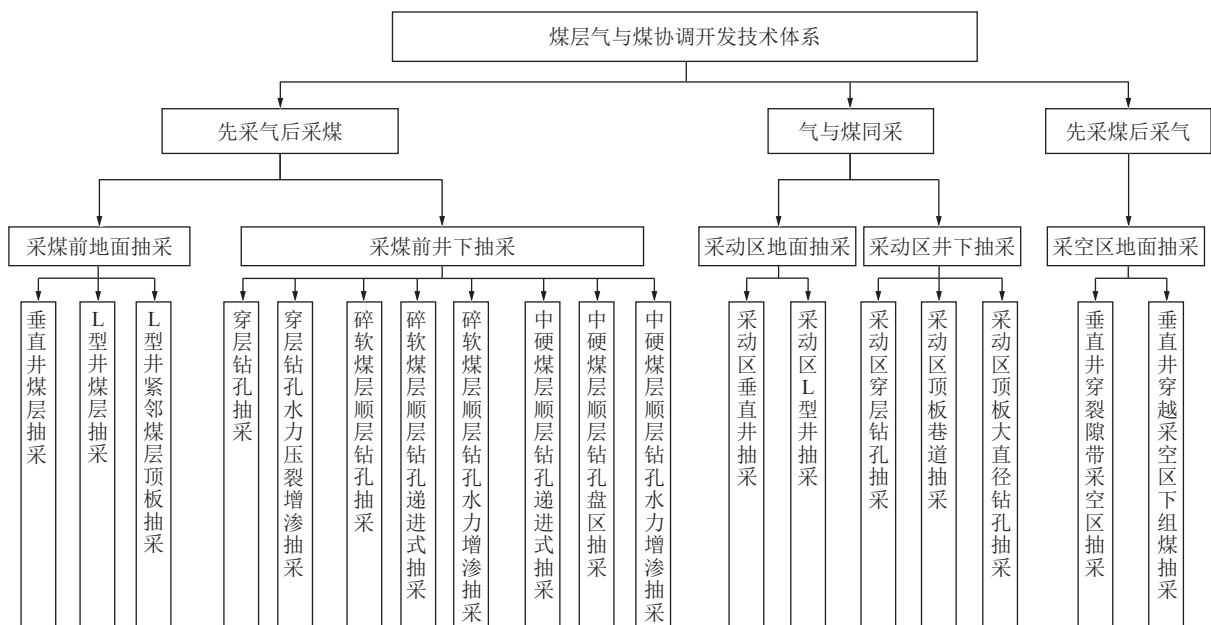 煤层气与煤协调开发技术体系
先采气后采煤
气与煤同采
先采煤后采气
采煤前地面抽采
采煤前井下抽采
采动区地面抽采
采动区井下抽采
采空区地面抽采
垂直井煤层抽采
L型井煤层抽采
L型井紧邻煤层顶板抽采
穿层钻孔抽采
穿层钻孔水力压裂增渗抽采
碎软煤层顺层钻孔抽采
碎软煤层顺层钻孔递进式抽采
碎软煤层顺层钻孔水力增渗抽采
中硬煤层顺层钻孔递进式抽采
中硬煤层顺层钻孔盘区抽采
中硬煤层顺层钻孔水力增渗抽采
采动区垂直井抽采
采动区L型井抽采
采动区穿层钻孔抽采
采动区顶板巷道抽采
采动区顶板大直径钻孔抽采
垂直井穿裂隙带采空区抽采
垂直井穿越采空区下组煤抽采